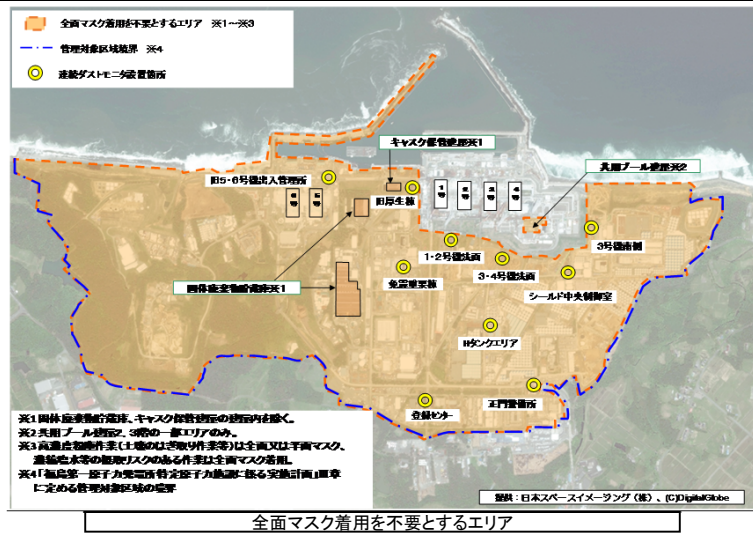 全面マスク着用を不要とするエリア ※1～※3
管理対象区域境界 ※4
連続ダストモニタ設置箇所
キャスク保管建屋※1
共用プール建屋※2
旧5・6号機出入管理所
旧厚生棟
6号
5号
1号
2号
3号
4号
3号機南側
1・2号機法面
3・4号機法面
免震重要棟
シールド中央制御室
固体廃棄物貯蔵庫※1
Hタンクエリア
正門警備所
登録センター
※1 固体廃棄物貯蔵庫、キャスク保管建屋の建屋内を除く。
※2 共用プール建屋2、3階の一部エリアのみ。
※3 高濃度粉塵作業（土壌のはぎ取り作業等）は全面又は半面マスク、
濃縮塩水等の摂取リスクのある作業は全面マスク着用。
※4 「福島第一原子力発電所特定原子力施設に係る実施計画」Ⅲ章
に定める管理対象区域の境界
提供：日本スペースイメージング（株）、(C)DigitalGlobe
全面マスク着用を不要とするエリア